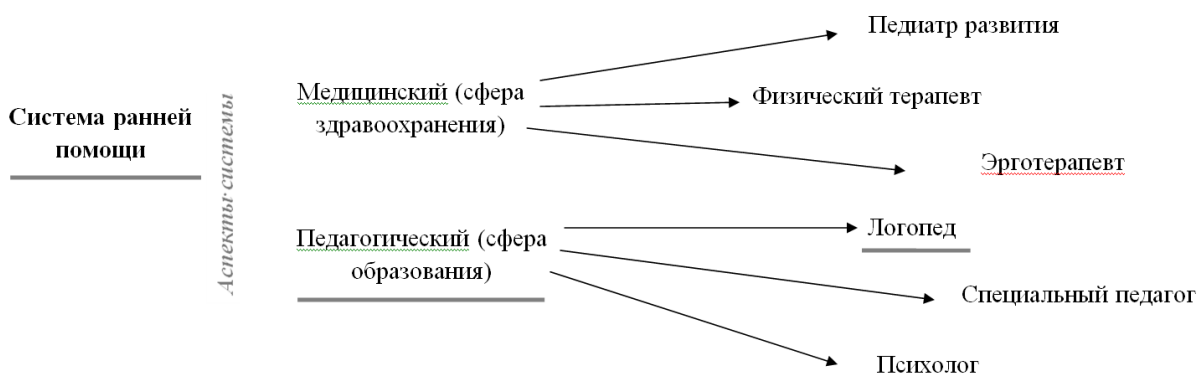 Система ранней
помощи
Аспекты системы
Медицинский (сфера
здравоохранения)
Педиатр развития
Физический терапевт
Эрготерапевт
Педагогический (сфера
образования)
Логопед
Специальный педагог
Психолог